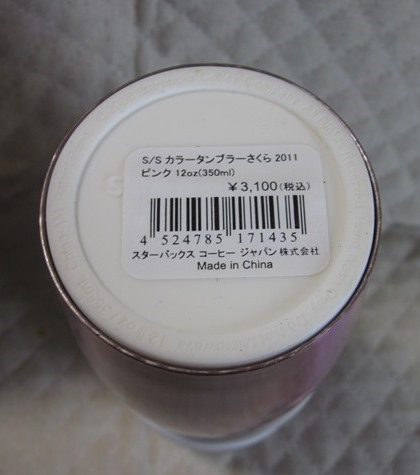 S/S カラータンブラーさくら 2011
ピンク 12oz(350ml)
¥3,100(税込)
4 524785 171435
スターバックス コーヒー ジャパン 株式会社
Made in China